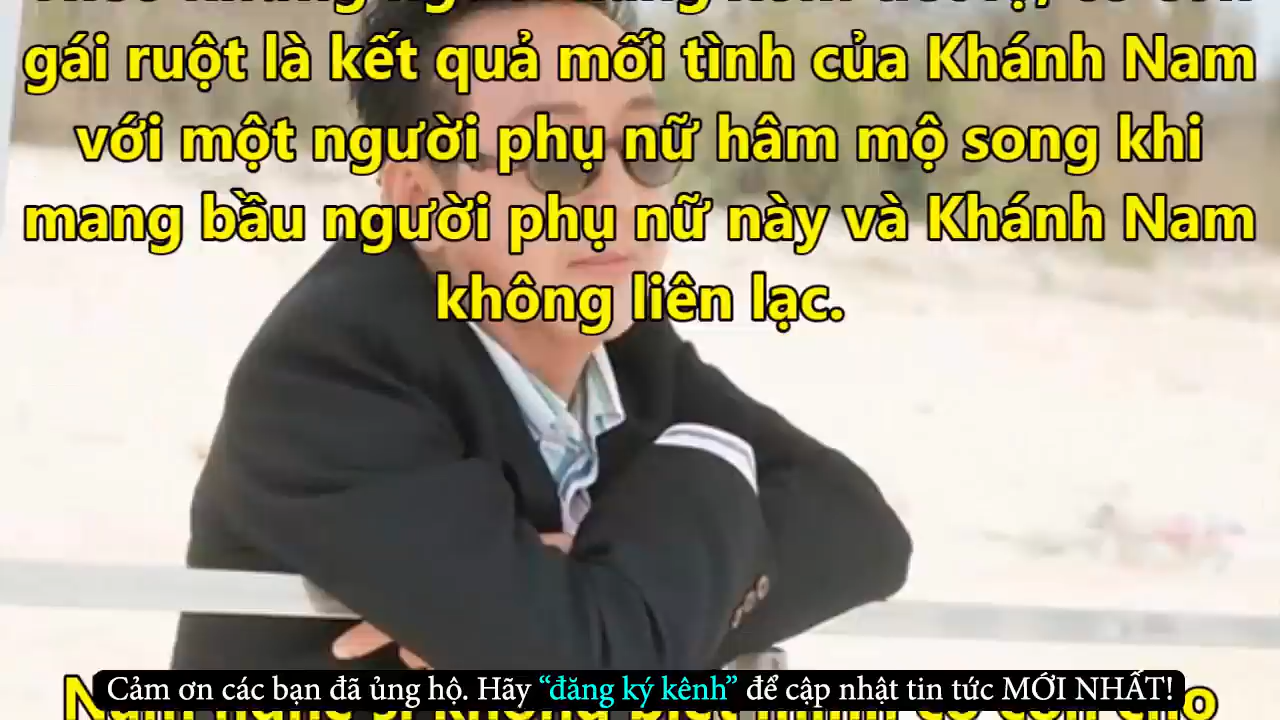 gái ruột là kết quả mối tình của Khánh Nam
với một người phụ nữ hâm mộ song khi
mang bầu người phụ nữ này và Khánh Nam
không liên lạc.
Cảm ơn các bạn đã ủng hộ. Hãy “đăng ký kênh” để cập nhật tin tức MỚI NHẤT!